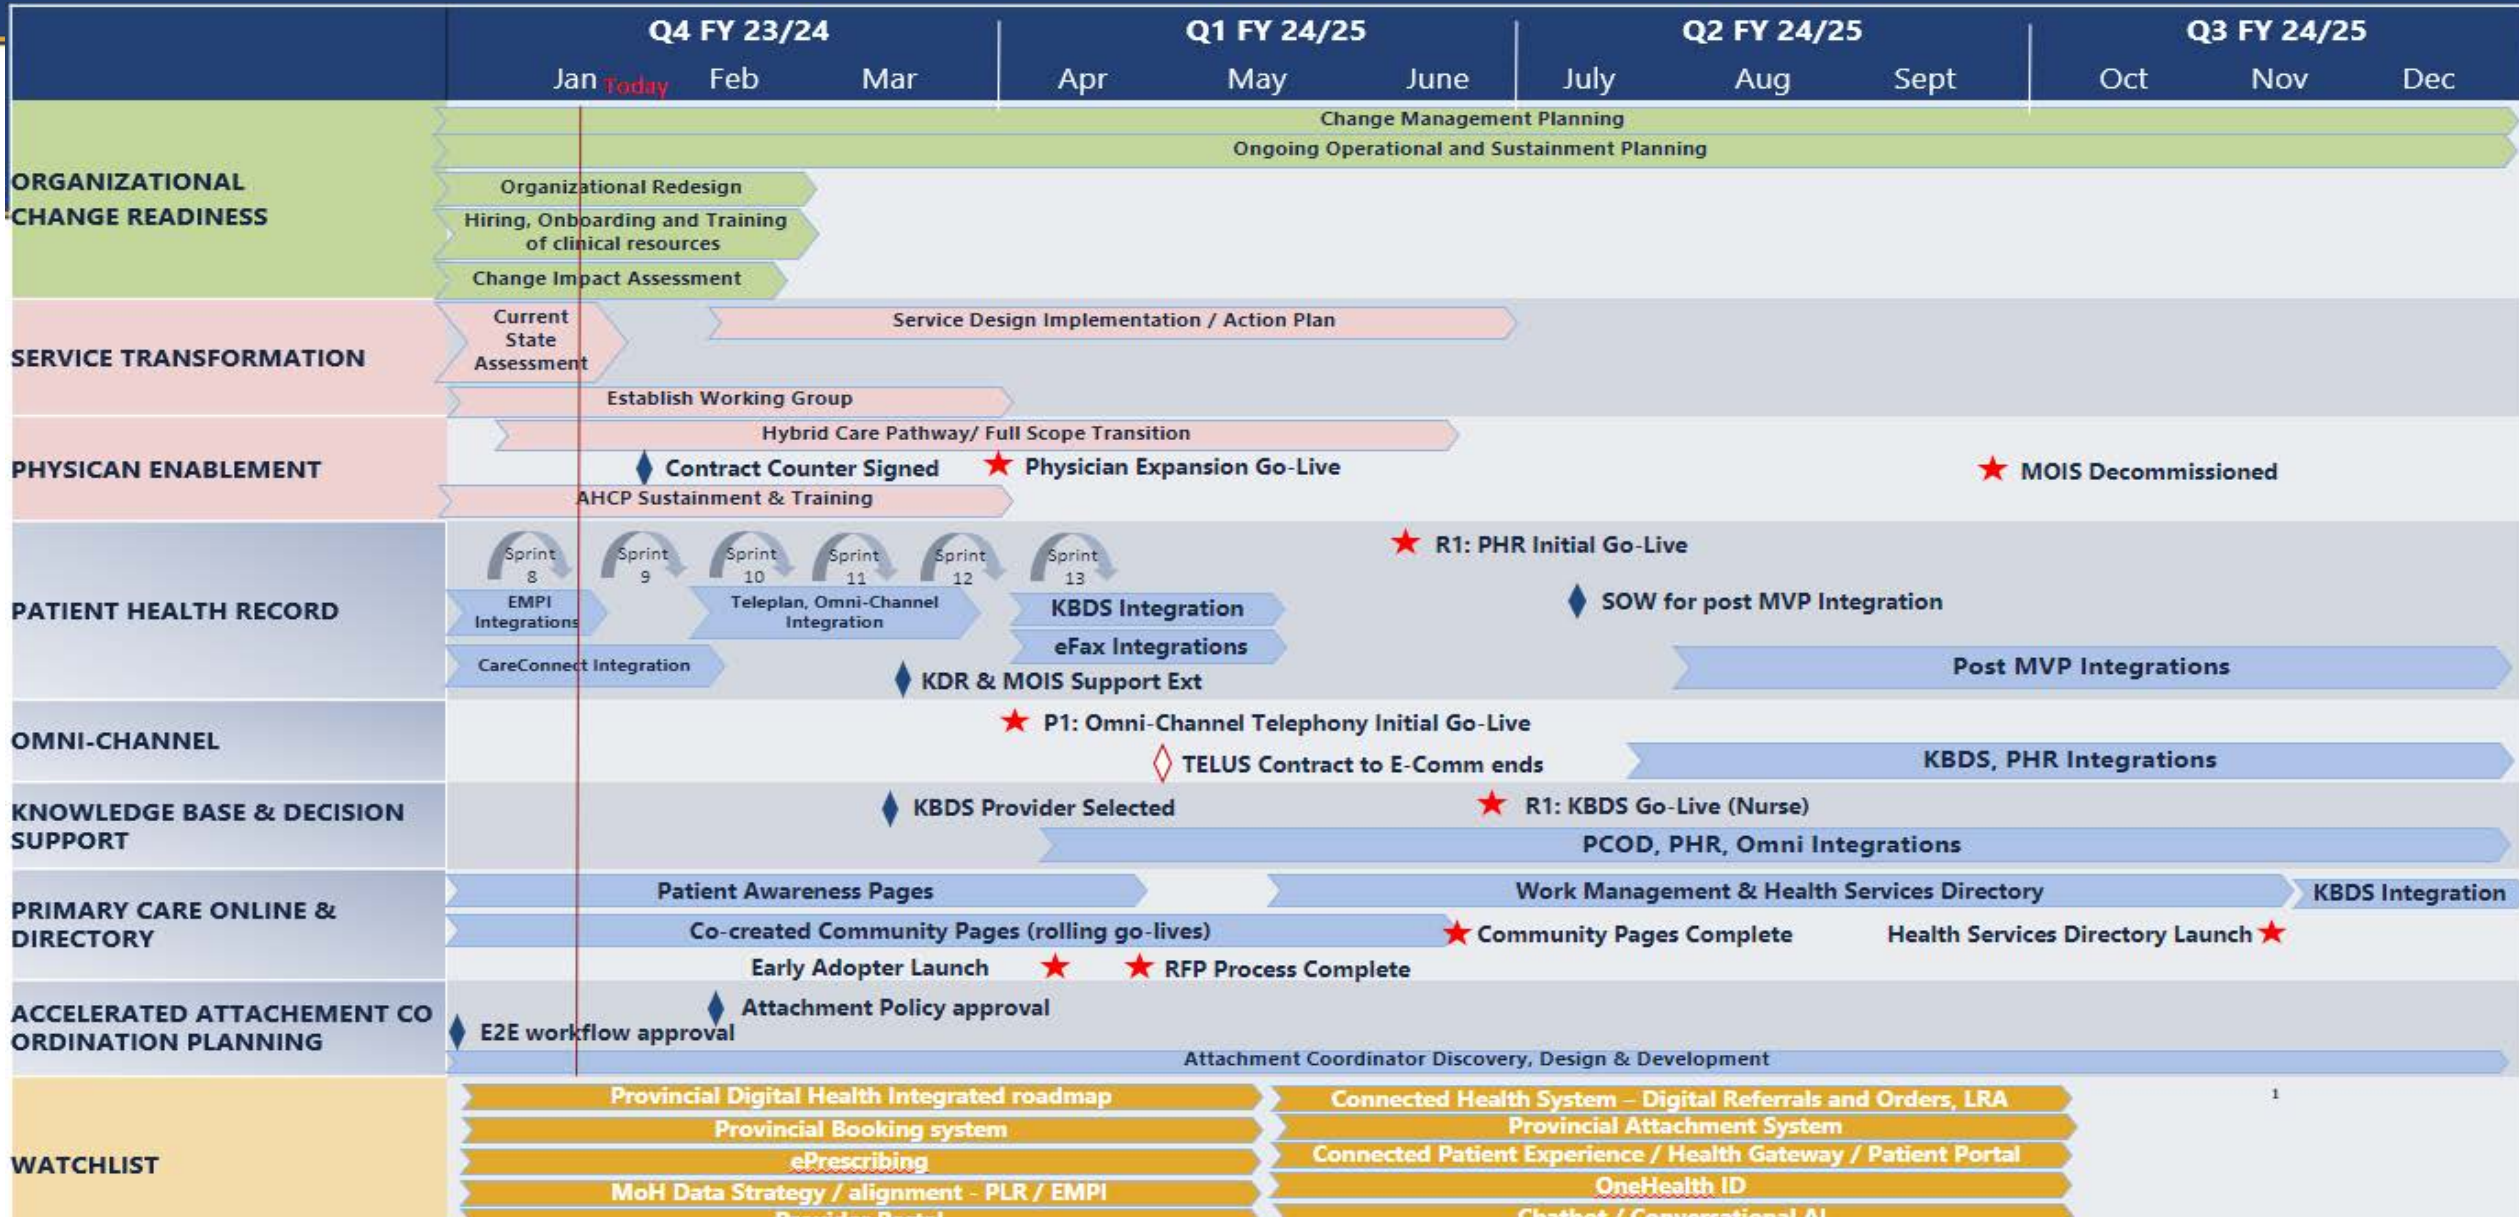 Q4 FY 23/24
Q1 FY 24/25
Q2 FY 24/25
Q3 FY 24/25
Jan Today Feb Mar Apr May June July Aug Sept Oct Nov Dec
ORGANIZATIONAL
CHANGE READINESS
Change Management Planning
Ongoing Operational and Sustainment Planning
Organizational Redesign
Hiring, Onboarding and Training
of clinical resources
Change Impact Assessment
SERVICE TRANSFORMATION
Current
State
Assessment
Service Design Implementation / Action Plan
Establish Working Group
PHYSICAN ENABLEMENT
Hybrid Care Pathway/ Full Scope Transition
Contract Counter Signed
Physician Expansion Go-Live
MOIS Decommissioned
AHCP Sustainment & Training
PATIENT HEALTH RECORD
Sprint
8
Sprint
9
Sprint
10
Sprint
11
Sprint
12
Sprint
13
R1: PHR Initial Go-Live
EMPI
Integrations
Teleplan, Omni-Channel
Integration
KBDS Integration
SOW for post MVP Integration
eFax Integrations
CareConnect Integration
Post MVP Integrations
KDR & MOIS Support Ext
OMNI-CHANNEL
P1: Omni-Channel Telephony Initial Go-Live
TELUS Contract to E-Comm ends
KBDS, PHR Integrations
KNOWLEDGE BASE & DECISION
SUPPORT
KBDS Provider Selected
R1: KBDS Go-Live (Nurse)
PCOD, PHR, Omni Integrations
PRIMARY CARE ONLINE &
DIRECTORY
Patient Awareness Pages
Work Management & Health Services Directory
KBDS Integration
Co-created Community Pages (rolling go-lives)
Community Pages Complete
Health Services Directory Launch
Early Adopter Launch
RFP Process Complete
ACCELERATED ATTACHEMENT CO
ORDINATION PLANNING
Attachment Policy approval
E2E workflow approval
Attachment Coordinator Discovery, Design & Development
WATCHLIST
Provincial Digital Health Integrated roadmap
Connected Health System – Digital Referrals and Orders, LRA
1
Provincial Booking system
Provincial Attachment System
ePrescribing
Connected Patient Experience / Health Gateway / Patient Portal
MoH Data Strategy / alignment - PLR / EMPI
OneHealth ID
Provider Portal
Chatbot / Conversational AI